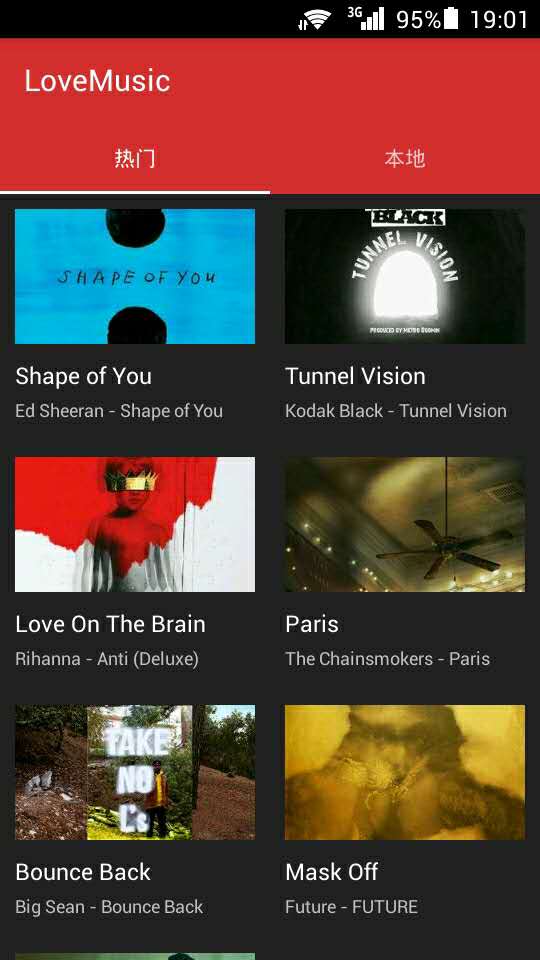 3G 95% 19:01
LoveMusic
热门 本地
SHAPE OF YOU
BLACK
TUNNEL VISION
PRODUCED BY METRO BOOMIN
Shape of You
Tunnel Vision
Ed Sheeran - Shape of You
Kodak Black - Tunnel Vision
Love On The Brain
Paris
Rihanna - Anti (Deluxe)
The Chainsmokers - Paris
TAKE
NO
L's
Bounce Back
Mask Off
Big Sean - Bounce Back
Future - FUTURE